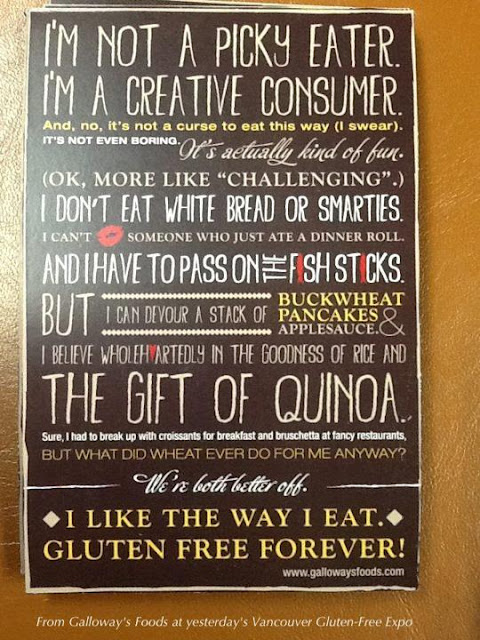 I'M NOT A PICKY EATER.
I'M A CREATIVE CONSUMER.
And, no, it's not a curse to eat this way (I swear).
IT'S NOT EVEN BORING. It's actually kind of fun.
(OK, MORE LIKE "CHALLENGING".)
I DON'T EAT WHITE BREAD OR SMARTIES.
I CAN'T 💋 SOMEONE WHO JUST ATE A DINNER ROLL.
AND I HAVE TO PASS ON THE FISH STICKS.
BUT I CAN DEVOUR A STACK OF BUCKWHEAT
PANCAKES &
APPLESAUCE.
I BELIEVE WHOLEH♥ARTEDLY IN THE GOODNESS OF RICE AND
THE GIFT OF QUINOA.
Sure, I had to break up with croissants for breakfast and bruschetta at fancy restaurants,
BUT WHAT DID WHEAT EVER DO FOR ME ANYWAY?
We're both better off.
I LIKE THE WAY I EAT.
GLUTEN FREE FOREVER!
www.gallowaysfoods.com
From Galloway's Foods at yesterday's Vancouver Gluten-Free Expo